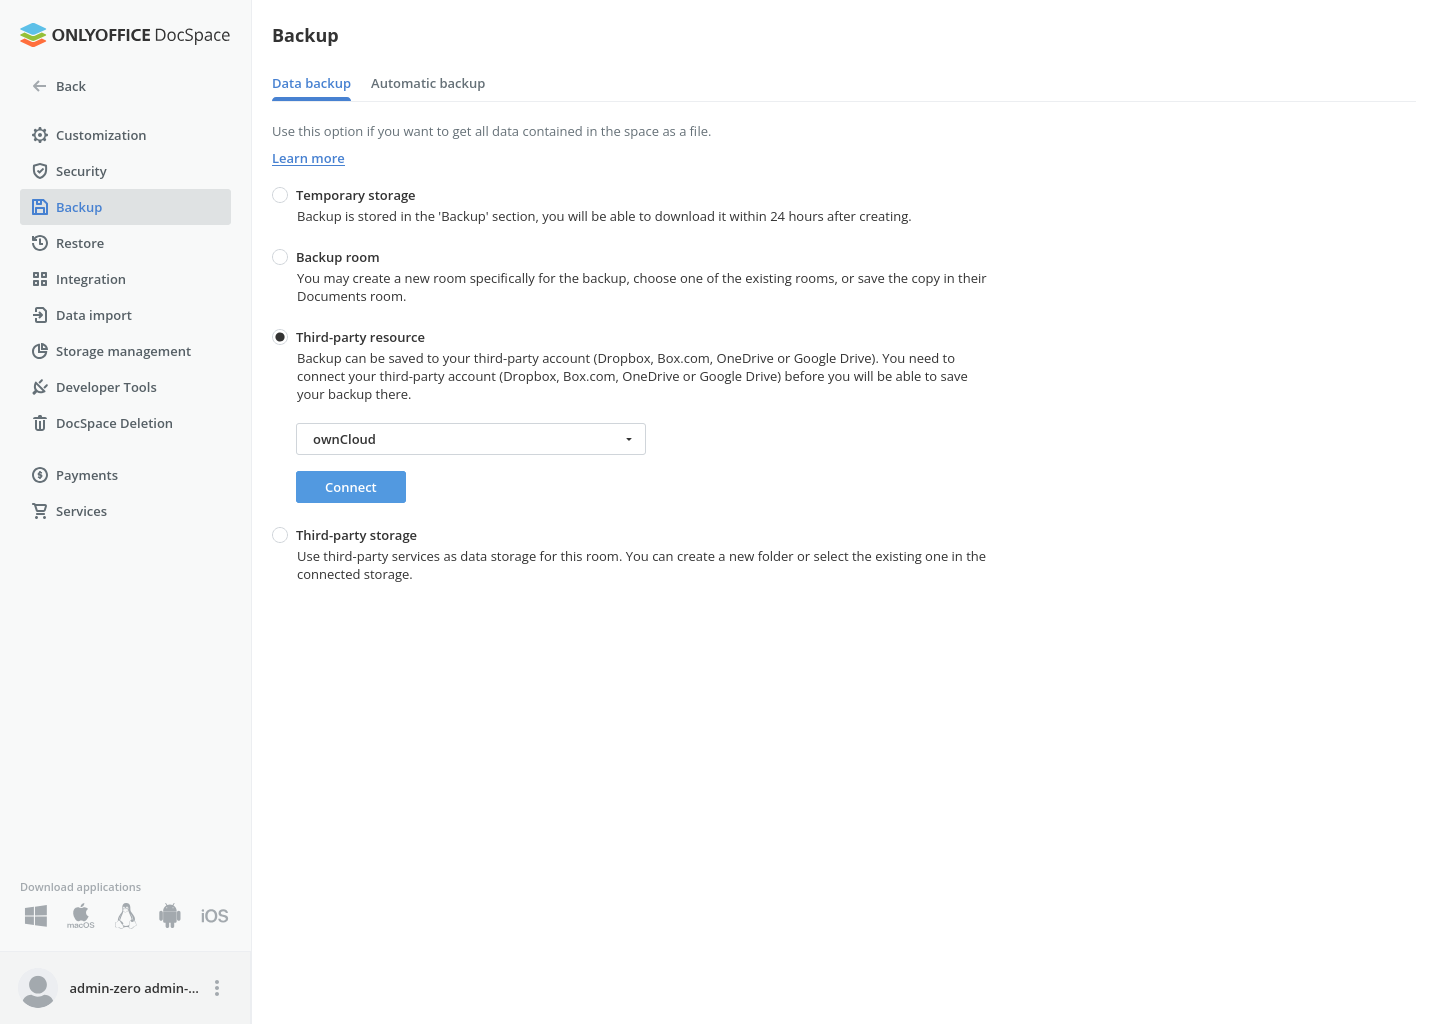 ONLYOFFICE DocSpace
Back
Customization
Security
Backup
Restore
Integration
Data import
Storage management
Developer Tools
DocSpace Deletion
Payments
Services
Download applications
macOS
iOS
admin-zero admin-...
Backup
Data backup
Automatic backup
Use this option if you want to get all data contained in the space as a file.
Learn more
Temporary storage
Backup is stored in the 'Backup' section, you will be able to download it within 24 hours after creating.
Backup room
You may create a new room specifically for the backup, choose one of the existing rooms, or save the copy in their
Documents room.
Third-party resource
Backup can be saved to your third-party account (Dropbox, Box.com, OneDrive or Google Drive). You need to
connect your third-party account (Dropbox, Box.com, OneDrive or Google Drive) before you will be able to save
your backup there.
ownCloud
Connect
Third-party storage
Use third-party services as data storage for this room. You can create a new folder or select the existing one in the
connected storage.